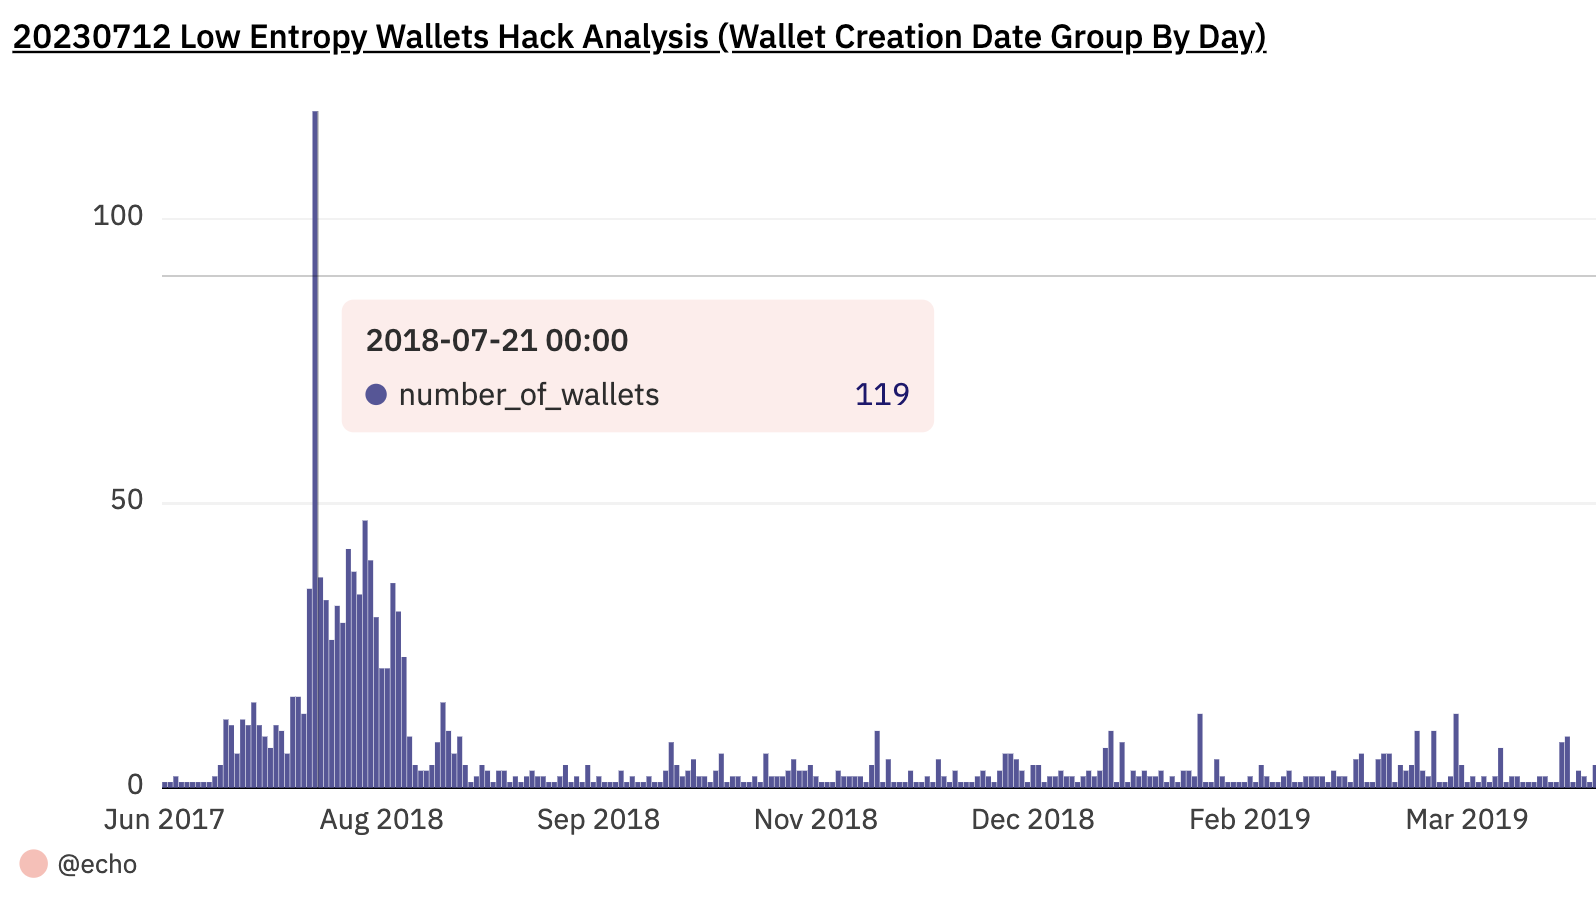 20230712 Low Entropy Wallets Hack Analysis (Wallet Creation Date Group By Day)
100
2018-07-21 00:00
number_of_wallets 119
50
0
Jun 2017 Aug 2018 Sep 2018 Nov 2018 Dec 2018 Feb 2019 Mar 2019
@echo